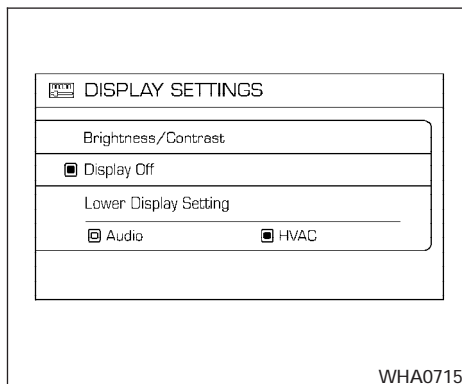 DISPLAY SETTINGS
Brightness/Contrast
Display Off
Lower Display Setting
Audio HVAC
WHA0715